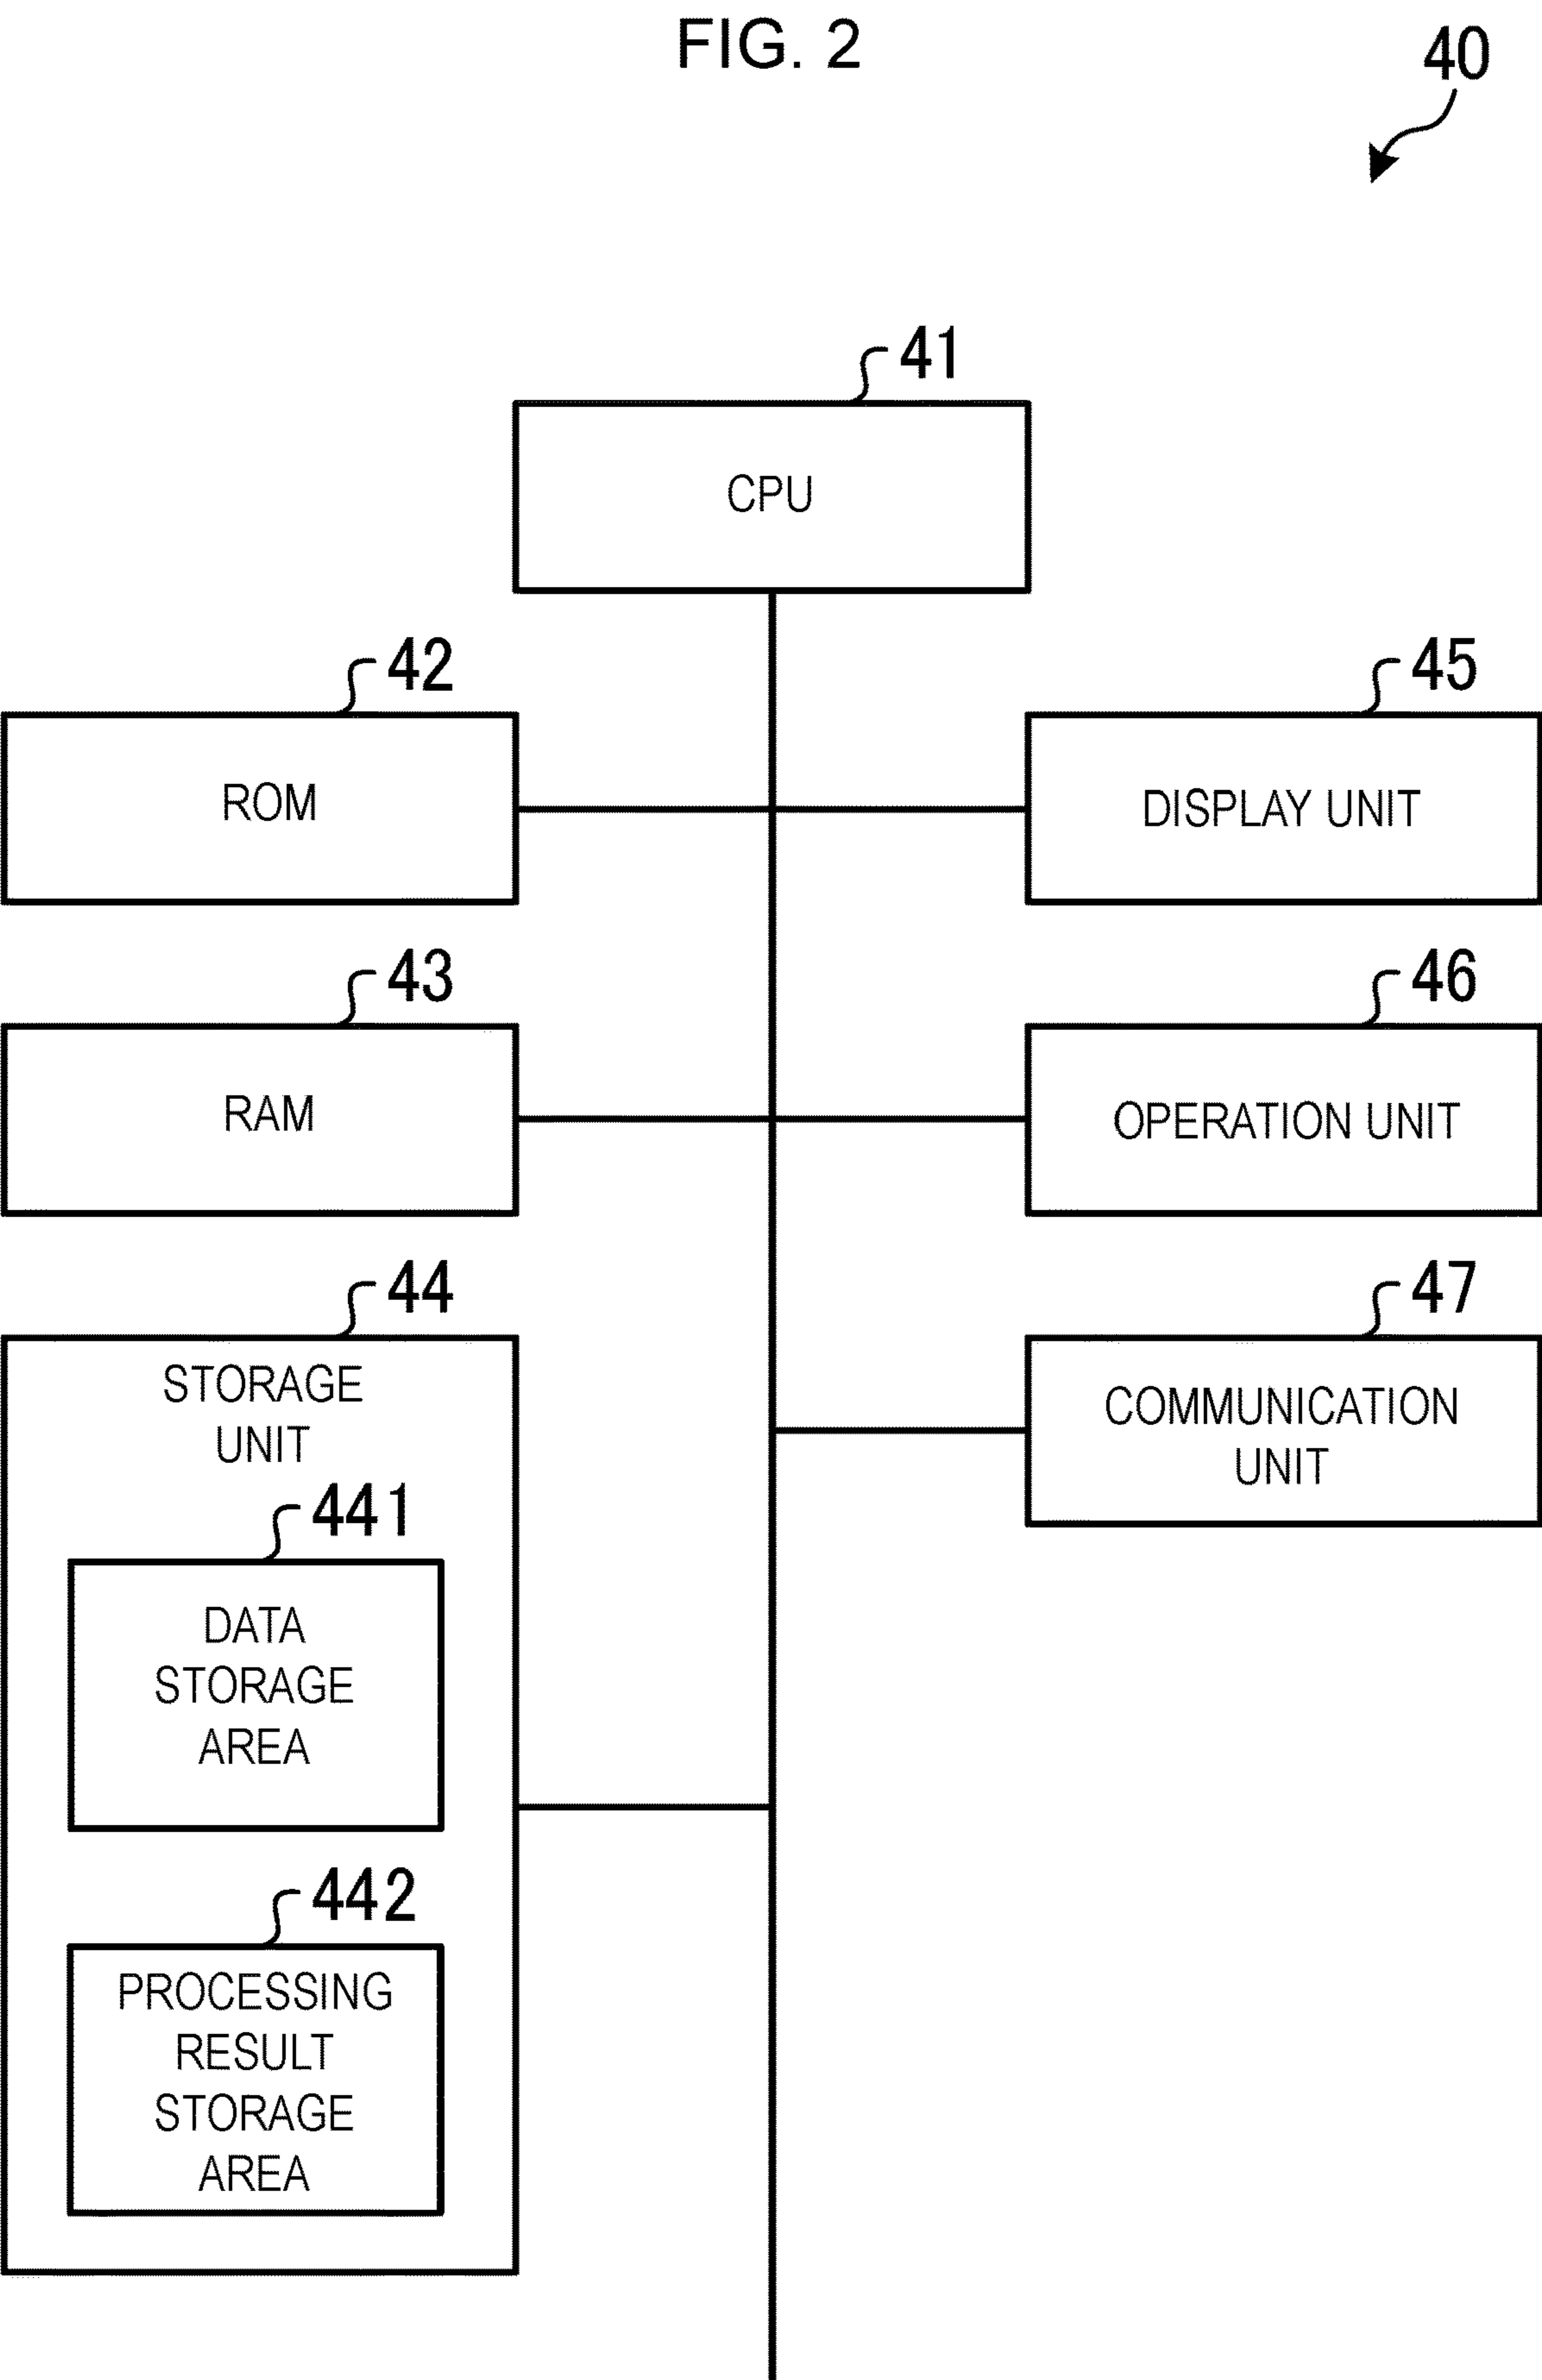 FIG. 2
40
41
CPU
42
ROM
45
DISPLAY UNIT
43
RAM
46
OPERATION UNIT
44
STORAGE
UNIT
47
COMMUNICATION
UNIT
441
DATA
STORAGE
AREA
442
PROCESSING
RESULT
STORAGE
AREA